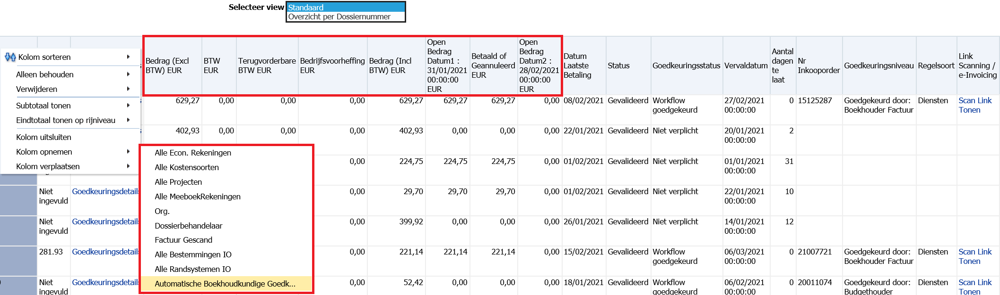 Selecteer view
Standaard
Overzicht per Dossiernummer
Bedrag (Excl
BTW) EUR
BTW
EUR
Terugvorderbare
BTW EUR
Bedrijfsvoorheffing
EUR
Bedrag (Incl
BTW) EUR
Open
Bedrag
Datum1 :
31/01/2021
00:00:00
EUR
Betaald of
Geannuleerd
EUR
Open
Bedrag
Datum2 :
28/02/2021
00:00:00
EUR
Datum
Laatste
Betaling
Status
Goedkeuringsstatus
Vervaldatum
Aantal
dagen
te
laat
Nr
Inkooporder
Goedkeuringsniveau
Regelsoort
Link
Scanning /
e-Invoicing
Kolom sorteren
Alleen behouden
Verwijderen
Subtotaal tonen
Eindtotaal tonen op rijniveau
Kolom uitsluiten
Kolom opnemen
Kolom verplaatsen
Alle Econ. Rekeningen
Alle Kostensoorten
Alle Projecten
Alle MeeboekRekeningen
Org.
Dossierbehandelaar
Factuur Gescand
Alle Bestemmingen IO
Alle Randsystemen IO
Automatische Boekhoudkundige Goedk...
629,27 0,00 0,00 0,00 629,27 629,27 629,27 0,00 08/02/2021 Gevalideerd Workflow 27/02/2021 0 15125287 Goedgekeurd door: Diensten Scan Link
goedgekeurd 00:00:00 Boekhouder Factuur Tonen
402,93 0,00 0,00 0,00 402,93 0,00 0,00 0,00 22/01/2021 Gevalideerd Niet verplicht 20/01/2021 2
00:00:00
0,00 224,75 224,75 224,75 0,00 01/02/2021 Gevalideerd Niet verplicht 01/01/2021 31
00:00:00
Niet Goedkeuringsdetails 0,00 29,70 29,70 29,70 0,00 01/02/2021 Gevalideerd Niet verplicht 22/01/2021 10
ingevuld 00:00:00
Niet Goedkeuringsdetails 0,00 399,92 0,00 0,00 0,00 26/01/2021 Gevalideerd Niet verplicht 14/01/2021 12
ingevuld 00:00:00
281.93 Goedkeuringsdetails 0,00 221,14 221,14 221,14 0,00 15/02/2021 Gevalideerd Workflow 06/03/2021 0 21007721 Goedgekeurd door: Diensten Scan Link
goedgekeurd 00:00:00 Boekhouder Factuur Tonen
Niet Goedkeuringsdetails 0,00 52,42 0,00 0,00 0,00 18/01/2021 Gevalideerd Workflow 06/02/2021 0 20011074 Goedgekeurd door: Diensten Scan Link
ingevuld goedgekeurd 00:00:00 Budgethouder Tonen